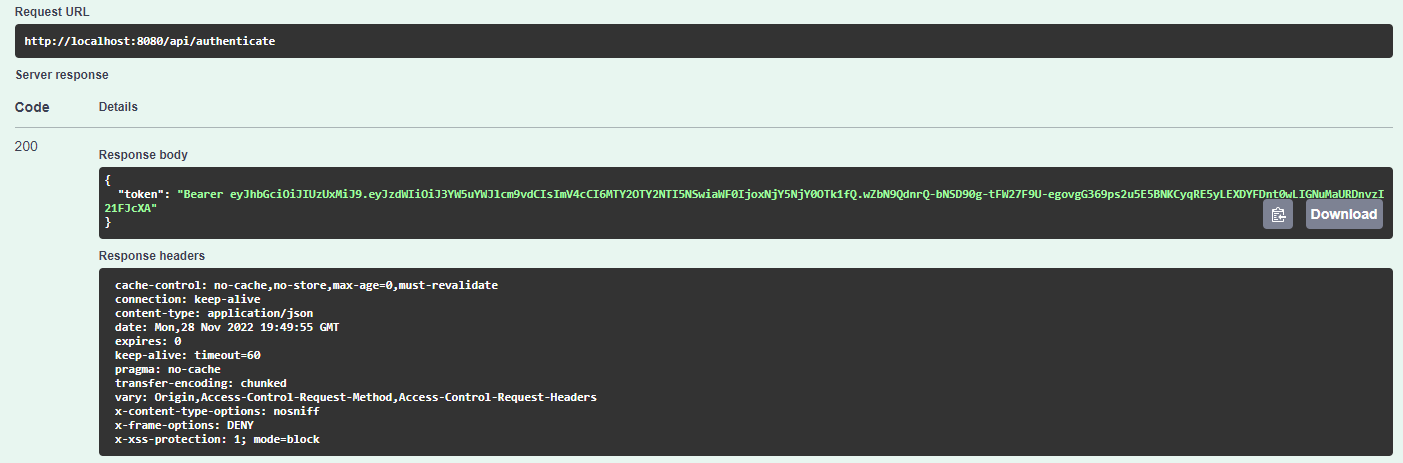 Request URL
http://localhost:8080/api/authenticate
Server response
Code Details
200
Response body
{
"token": "Bearer eyJhbGciOiJIUzUxMiJ9.eyJzdWIiOiJ3YW5uYWJlcm9vdCIsImV4cCI6MTY2OTY2NTI5NSwiaWF0IjoxNjY5NjY0OTk1fQ.wZbN9QdnrQ-bNSD90g-tFW27F9U-egovgG369ps2u5E5BNKCyqRE5yLEXDYFDnt0wLIGNuMaURDnvzI
21FJcXA"
}
Download
Response headers
cache-control: no-cache,no-store,max-age=0,must-revalidate
connection: keep-alive
content-type: application/json
date: Mon,28 Nov 2022 19:49:55 GMT
expires: 0
keep-alive: timeout=60
pragma: no-cache
transfer-encoding: chunked
vary: Origin,Access-Control-Request-Method,Access-Control-Request-Headers
x-content-type-options: nosniff
x-frame-options: DENY
x-xss-protection: 1; mode=block